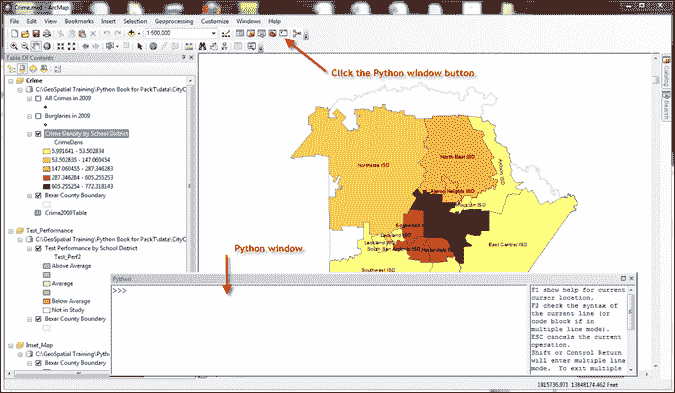 Crime.mxd - ArcMap
File Edit View Bookmarks Insert Selection Geoprocessing Customize Windows Help
1:500,000
Click the Python window button
Table Of Contents
Crime
C:\GeoSpatial Training\Python Book for PackT\data\CityC
All Crimes in 2009
Burglaries in 2009
Crime Density by School District
CrimeDens
5.991641 - 53.502834
53.502835 - 147.060454
147.060455 - 287.346283
287.346284 - 605.255253
605.255254 - 772.318143
Bexar County Boundary
Crime2009Table
Test_Performance
C:\GeoSpatial Training\Python Book for PackT\data\CityC
Test Performance by School District
Test_Perf2
Above Average
Average
Below Average
Not in Study
Bexar County Boundary
Inset_Map
C:\GeoSpatial Training\Pytho
Bexar County Boundary
Catalog
Search
Northside ISD
North East ISD
Alamo Heights ISD
East Central ISD
Southwest ISD
Python window
Python
>>>
F1 show help for current
cursor location.
F2 check the syntax of
the current line (or
code block if in
multiple line mode).
ESC cancels the current
operation.
Shift or Control Return
will enter multiple line
mode. To exit multiple
1915736.971 13848174.462 Feet